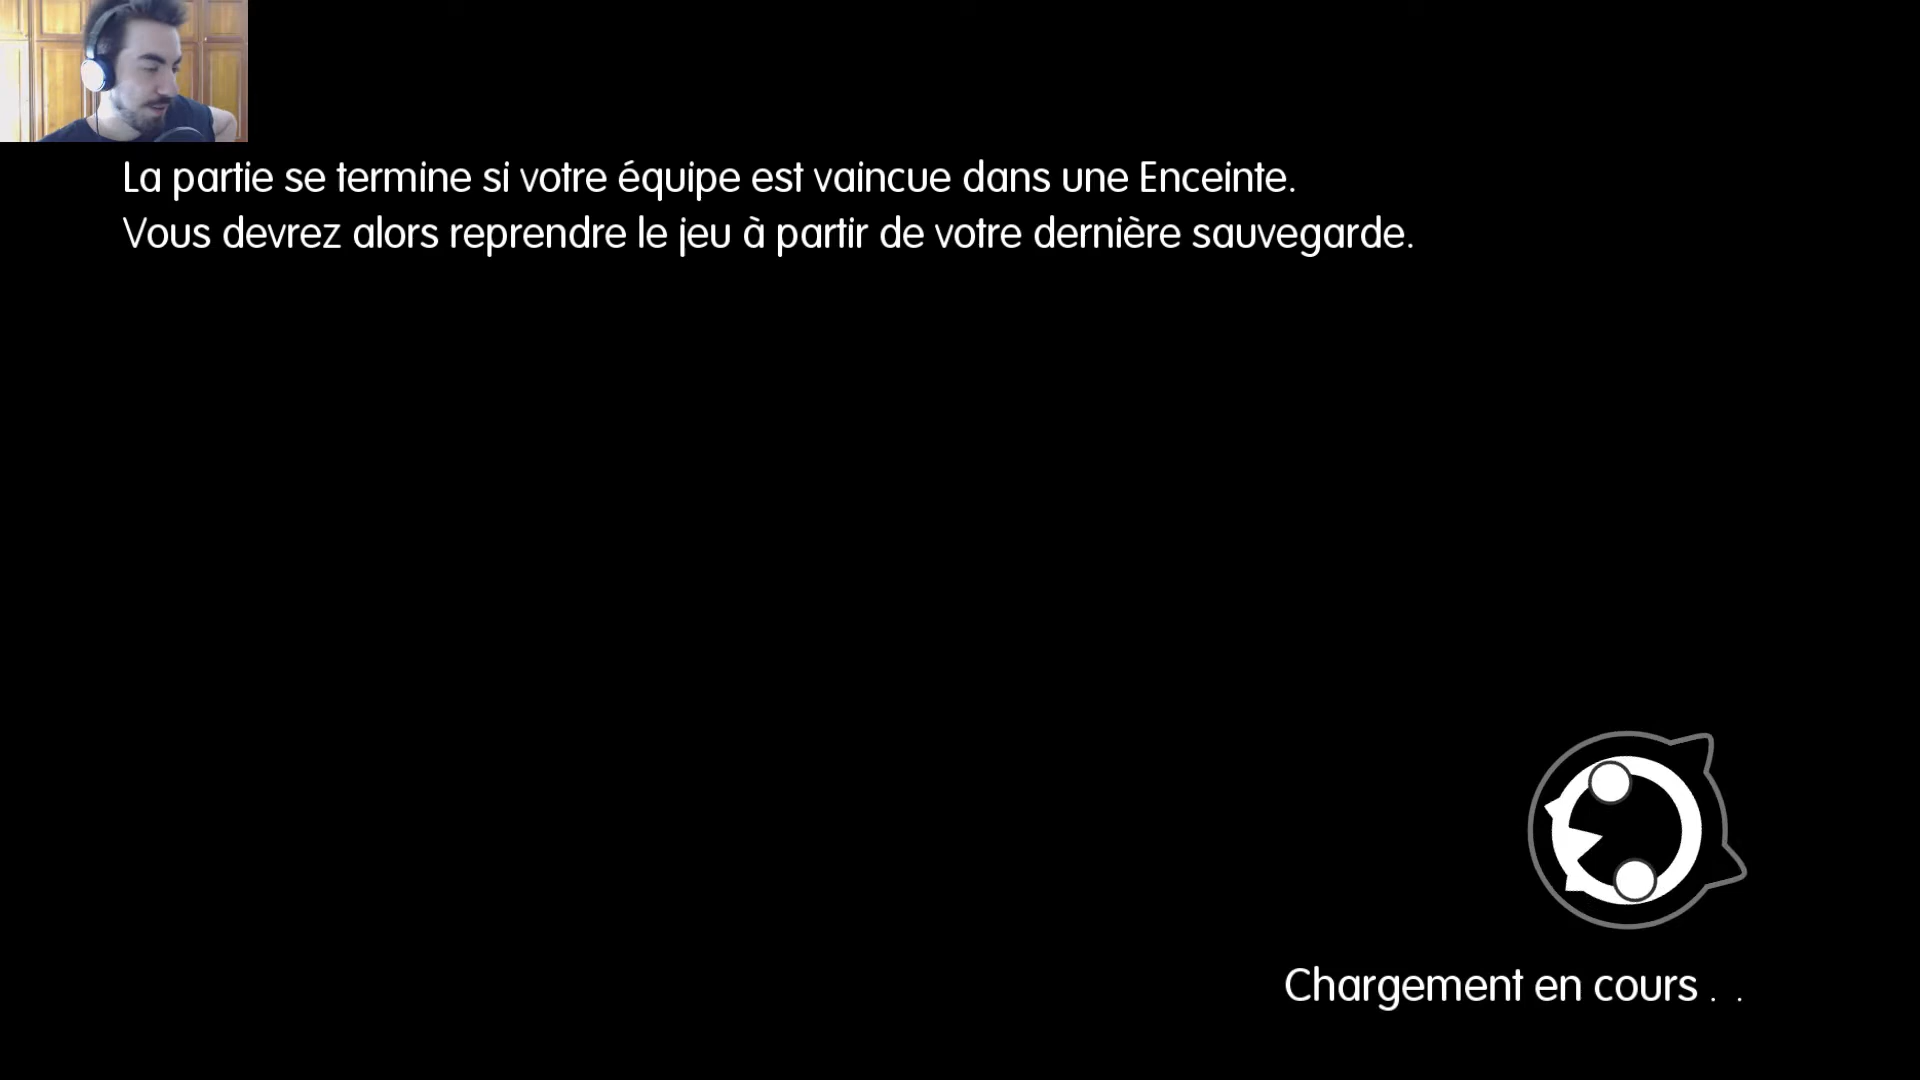 La partie se termine si votre équipe est vaincue dans une Enceinte.
Vous devrez alors reprendre le jeu à partir de votre dernière sauvegarde.
Chargement en cours . .